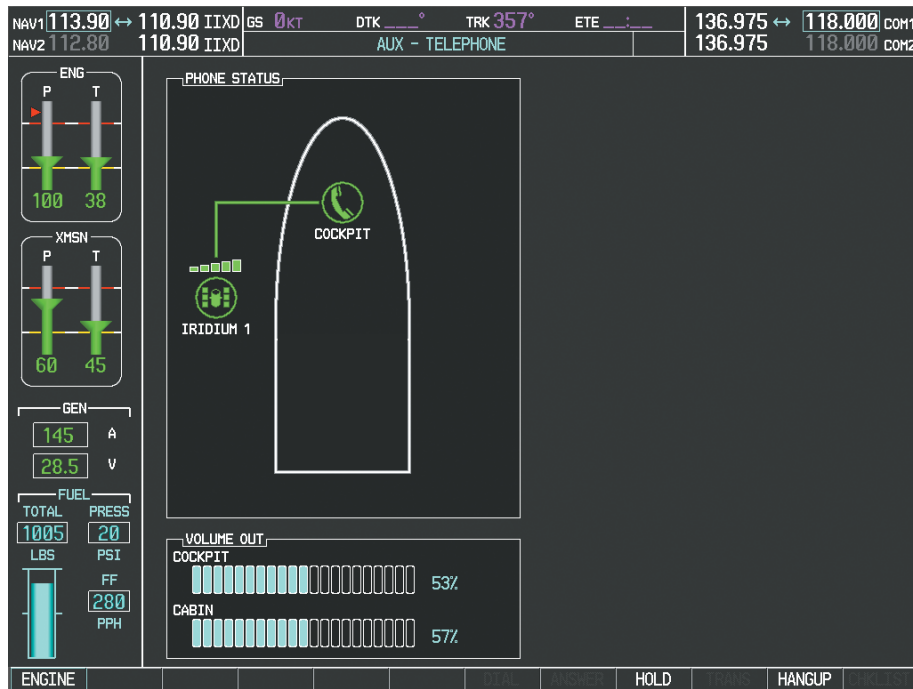 NAV1 113.90 ↔ 110.90 IIXD GS 0KT DTK ___° TRK 357° ETE __:__ 136.975 ↔ 118.000 COM1
NAV2 112.80 110.90 IIXD AUX - TELEPHONE 136.975 118.000 COM2
ENG
P T
100 38
XMSN
P T
60 45
GEN
145 A
28.5 V
FUEL
TOTAL PRESS
1005 20
LBS PSI
FF
280
PPH
PHONE STATUS
COCKPIT
IRIDIUM 1
VOLUME OUT
COCKPIT
53%
CABIN
57%
ENGINE DIAL ANSWER HOLD TRANS HANGUP CHKLIST